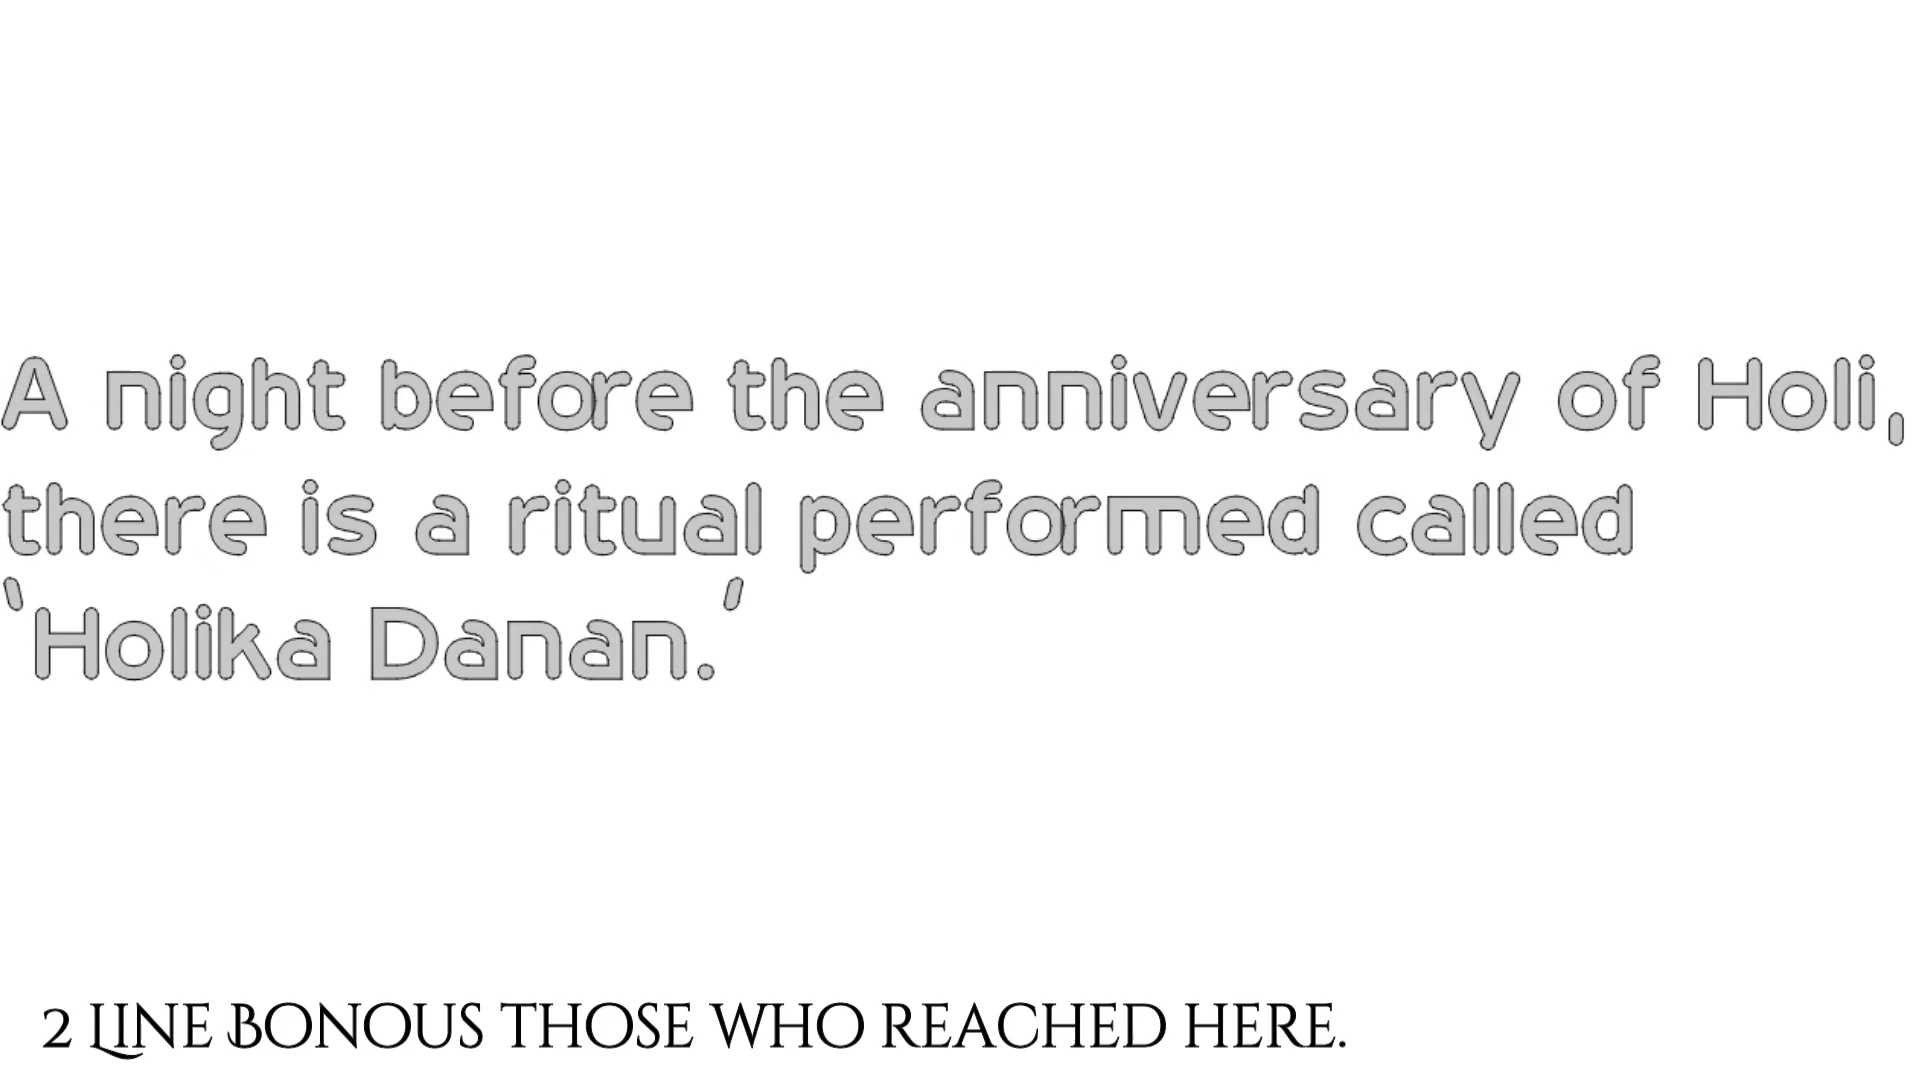 A night before the anniversary of Holi,
there is a ritual performed called
‘Holika Danan.’
2 Line Bonous those who reached here.